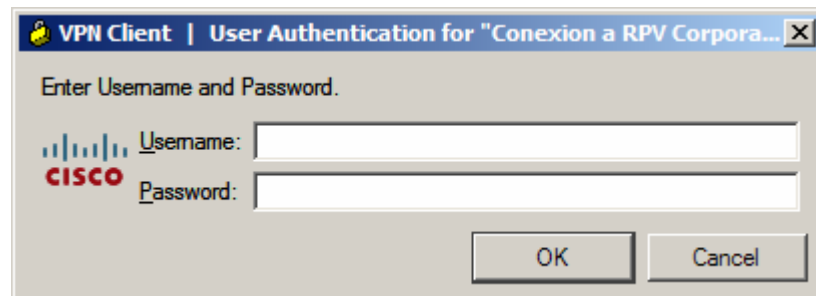 VPN Client | User Authentication for "Conexion a RPV Corpora...
Enter Username and Password.
Username:
CISCO
Password:
OK
Cancel